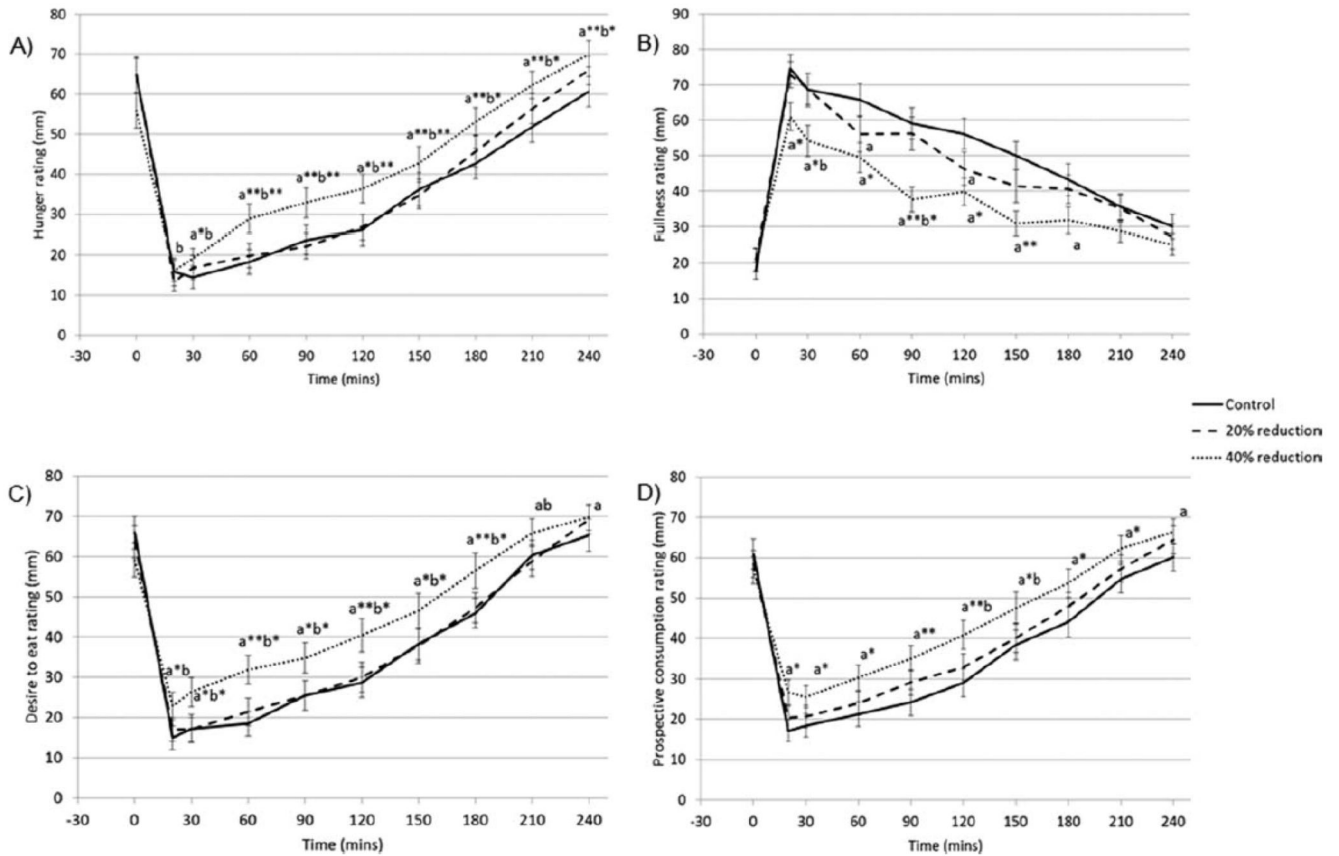 A)
Hunger rating (mm)
80
70
60
50
40
30
20
10
0
b
a*b
a**b**
a**b**
a*b**
a**b**
a**b*
a**b*
a**b*
-30 0 30 60 90 120 150 180 210 240
Time (mins)
B)
Fullness rating (mm)
90
80
70
60
50
40
30
20
10
0
a*
a*b
a
a*
a**b*
a
a*
a**
a
-30 0 30 60 90 120 150 180 210 240
Time (mins)
Control
20% reduction
40% reduction
C)
Desire to eat rating (mm)
80
70
60
50
40
30
20
10
0
a*b
a*b*
a**b*
a*b*
a**b*
a*b*
a**b*
ab
a
-30 0 30 60 90 120 150 180 210 240
Time (mins)
D)
Prospective consumption rating (mm)
80
70
60
50
40
30
20
10
0
a*
a*
a*
a**
a**b
a*b
a*
a*
a
-30 0 30 60 90 120 150 180 210 240
Time (mins)